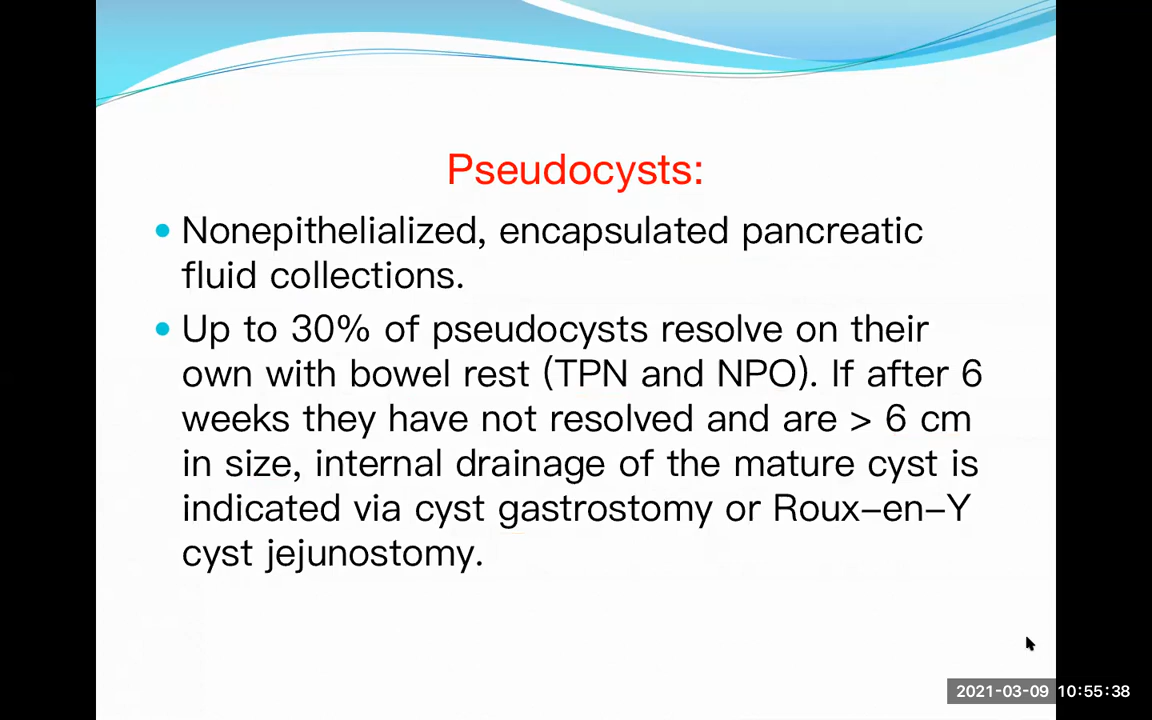 Pseudocysts:
• Nonepithelialized, encapsulated pancreatic
fluid collections.
• Up to 30% of pseudocysts resolve on their
own with bowel rest (TPN and NPO). If after 6
weeks they have not resolved and are > 6 cm
in size, internal drainage of the mature cyst is
indicated via cyst gastrostomy or Roux-en-Y
cyst jejunostomy.
2021-03-09 10:55:38